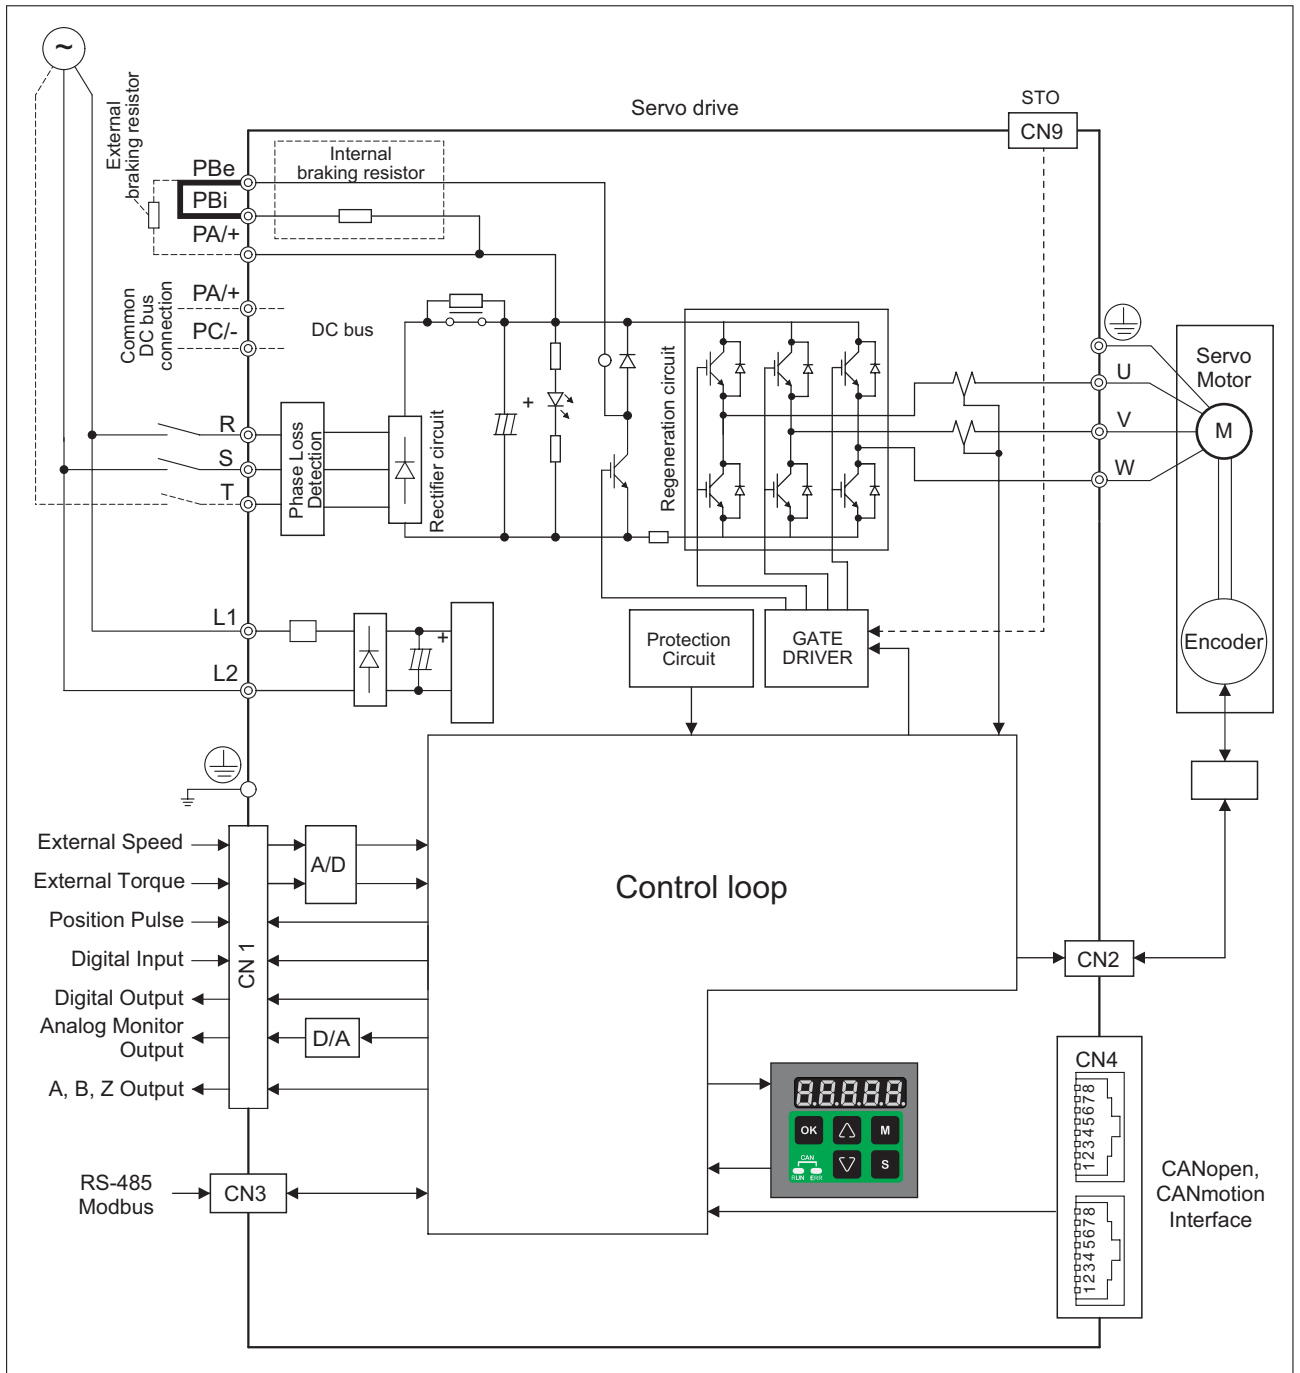 ~
External
braking resistor
Servo drive
STO
CN9
PBe
PBi
PA/+
Internal
braking resistor
Common
DC bus
connection
PA/+
PC/-
DC bus
+
Regeneration circuit
Servo
Motor
U
V
W
M
R
S
T
Phase Loss
Detection
Rectifier circuit
L1
L2
+
Protection
Circuit
GATE
DRIVER
Encoder
External Speed
External Torque
Position Pulse
Digital Input
Digital Output
Analog Monitor
Output
A, B, Z Output
CN 1
A/D
D/A
Control loop
CN2
CN4
12345678
12345678
8.8.8.8.8.
OK
M
S
CAN
RUN ERR
RS-485
Modbus
CN3
CANopen,
CANmotion
Interface